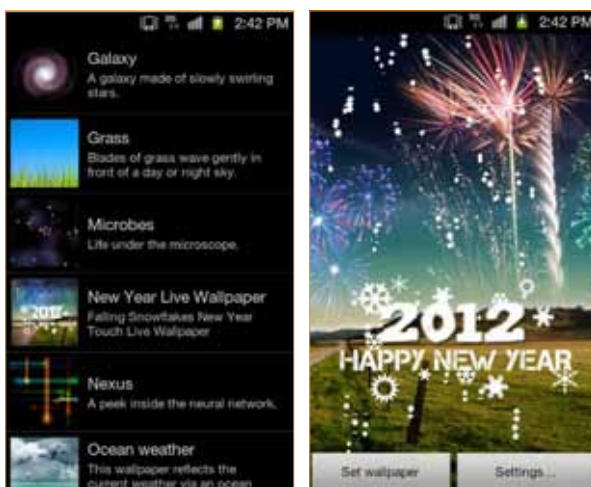 2:42 PM
Galaxy
A galaxy made of slowly swirling
stars.
Grass
Blades of grass wave gently in
front of a day or night sky.
Microbes
Life under the microscope.
New Year Live Wallpaper
Falling Snowflakes New Year
Touch Live Wallpaper
Nexus
A peek inside the neural network.
Ocean weather
This wallpaper reflects the
current weather via an ocean
2:42 PM
2012
HAPPY NEW YEAR
Set wallpaper
Settings...